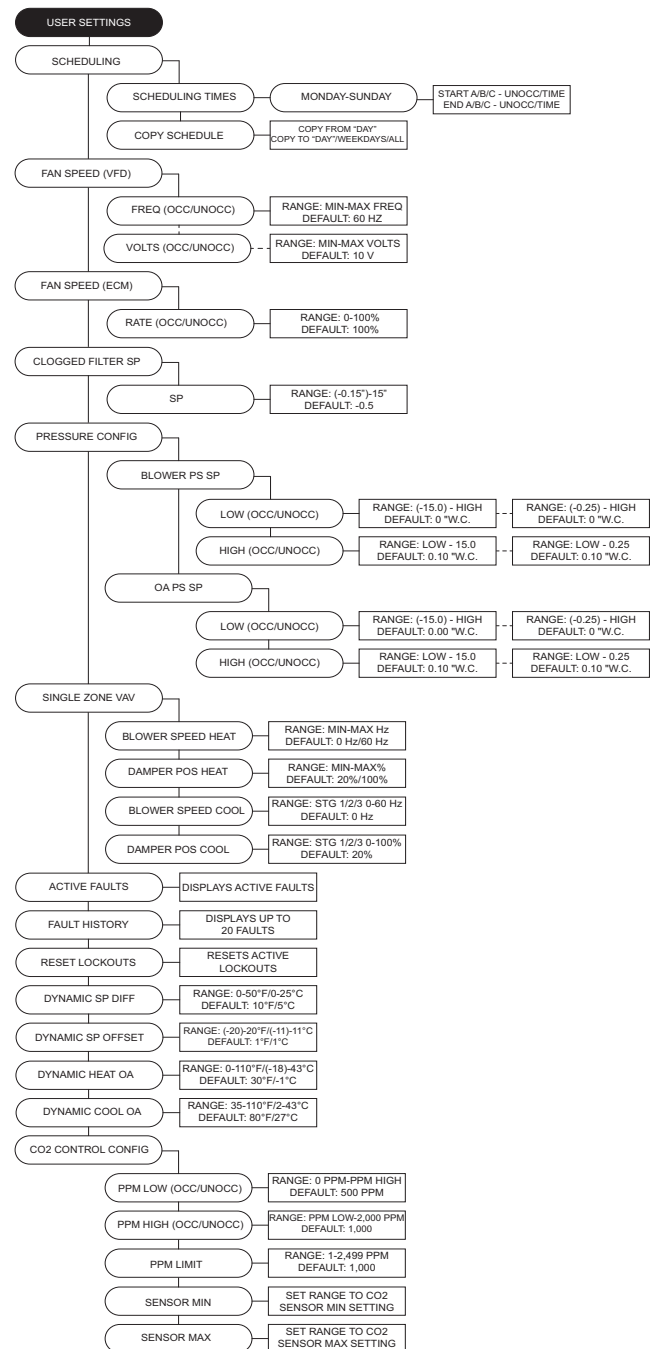 USER SETTINGS
SCHEDULING
SCHEDULING TIMES
MONDAY-SUNDAY
START A/B/C - UNOCC/TIME
END A/B/C - UNOCC/TIME
COPY SCHEDULE
COPY FROM “DAY”
COPY TO “DAY”/WEEKDAYS/ALL
FAN SPEED (VFD)
FREQ (OCC/UNOCC)
RANGE: MIN-MAX FREQ
DEFAULT: 60 HZ
VOLTS (OCC/UNOCC)
RANGE: MIN-MAX VOLTS
DEFAULT: 10 V
FAN SPEED (ECM)
RATE (OCC/UNOCC)
RANGE: 0-100%
DEFAULT: 100%
CLOGGED FILTER SP
SP
RANGE: (-0.15”)-15”
DEFAULT: -0.5
PRESSURE CONFIG
BLOWER PS SP
LOW (OCC/UNOCC)
RANGE: (-15.0) - HIGH
DEFAULT: 0 "W.C.
RANGE: (-0.25) - HIGH
DEFAULT: 0 "W.C.
HIGH (OCC/UNOCC)
RANGE: LOW - 15.0
DEFAULT: 0.10 "W.C.
RANGE: LOW - 0.25
DEFAULT: 0.10 "W.C.
OA PS SP
LOW (OCC/UNOCC)
RANGE: (-15.0) - HIGH
DEFAULT: 0.00 "W.C.
RANGE: (-0.25) - HIGH
DEFAULT: 0 "W.C.
HIGH (OCC/UNOCC)
RANGE: LOW - 15.0
DEFAULT: 0.10 "W.C.
RANGE: LOW - 0.25
DEFAULT: 0.10 "W.C.
SINGLE ZONE VAV
BLOWER SPEED HEAT
RANGE: MIN-MAX Hz
DEFAULT: 0 Hz/60 Hz
DAMPER POS HEAT
RANGE: MIN-MAX%
DEFAULT: 20%/100%
BLOWER SPEED COOL
RANGE: STG 1/2/3 0-60 Hz
DEFAULT: 0 Hz
DAMPER POS COOL
RANGE: STG 1/2/3 0-100%
DEFAULT: 20%
ACTIVE FAULTS
DISPLAYS ACTIVE FAULTS
FAULT HISTORY
DISPLAYS UP TO
20 FAULTS
RESET LOCKOUTS
RESETS ACTIVE
LOCKOUTS
DYNAMIC SP DIFF
RANGE: 0-50°F/0-25°C
DEFAULT: 10°F/5°C
DYNAMIC SP OFFSET
RANGE: (-20)-20°F/(-11)-11°C
DEFAULT: 1°F/1°C
DYNAMIC HEAT OA
RANGE: 0-110°F/(-18)-43°C
DEFAULT: 30°F/-1°C
DYNAMIC COOL OA
RANGE: 35-110°F/2-43°C
DEFAULT: 80°F/27°C
CO2 CONTROL CONFIG
PPM LOW (OCC/UNOCC)
RANGE: 0 PPM-PPM HIGH
DEFAULT: 500 PPM
PPM HIGH (OCC/UNOCC)
RANGE: PPM LOW-2,000 PPM
DEFAULT: 1,000
PPM LIMIT
RANGE: 1-2,499 PPM
DEFAULT: 1,000
SENSOR MIN
SET RANGE TO CO2
SENSOR MIN SETTING
SENSOR MAX
SET RANGE TO CO2
SENSOR MAX SETTING